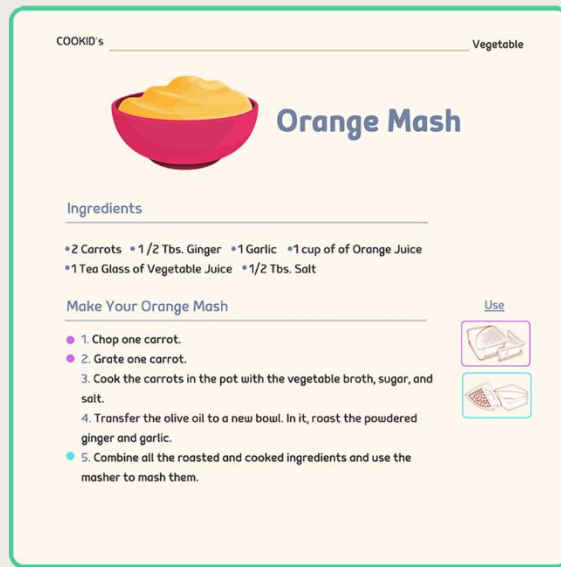 COOKID's
Vegetable
Orange Mash
Ingredients
•2 Carrots •1 /2 Tbs. Ginger •1 Garlic •1 cup of of Orange Juice
•1 Tea Glass of Vegetable Juice •1/2 Tbs. Salt
Make Your Orange Mash
Use
1. Chop one carrot.
2. Grate one carrot.
3. Cook the carrots in the pot with the vegetable broth, sugar, and
salt.
4. Transfer the olive oil to a new bowl. In it, roast the powdered
ginger and garlic.
5. Combine all the roasted and cooked ingredients and use the
masher to mash them.